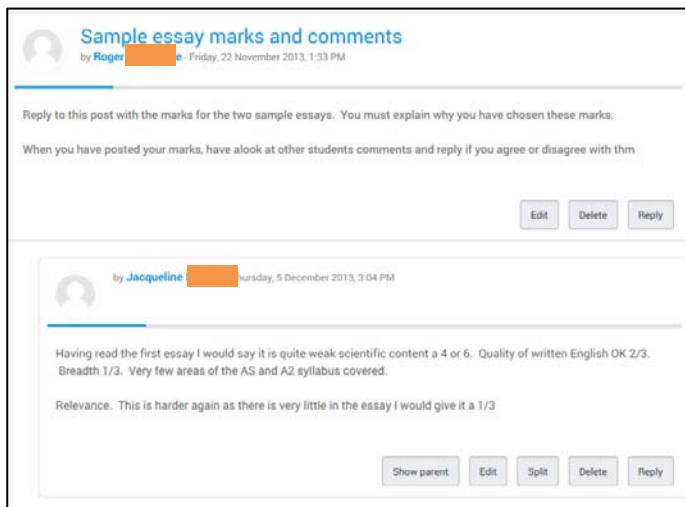 Sample essay marks and comments
by Roger e - Friday, 22 November 2013, 1:33 PM
Reply to this post with the marks for the two sample essays. You must explain why you have chosen these marks.
When you have posted your marks, have alook at other students comments and reply if you agree or disagree with thm
Edit Delete Reply
by Jacqueline hursday, 5 December 2013, 3:04 PM
Having read the first essay I would say it is quite weak scientific content a 4 or 6. Quality of written English OK 2/3.
Breadth 1/3. Very few areas of the AS and A2 syllabus covered.
Relevance. This is harder again as there is very little in the essay I would give it a 1/3
Show parent Edit Split Delete Reply